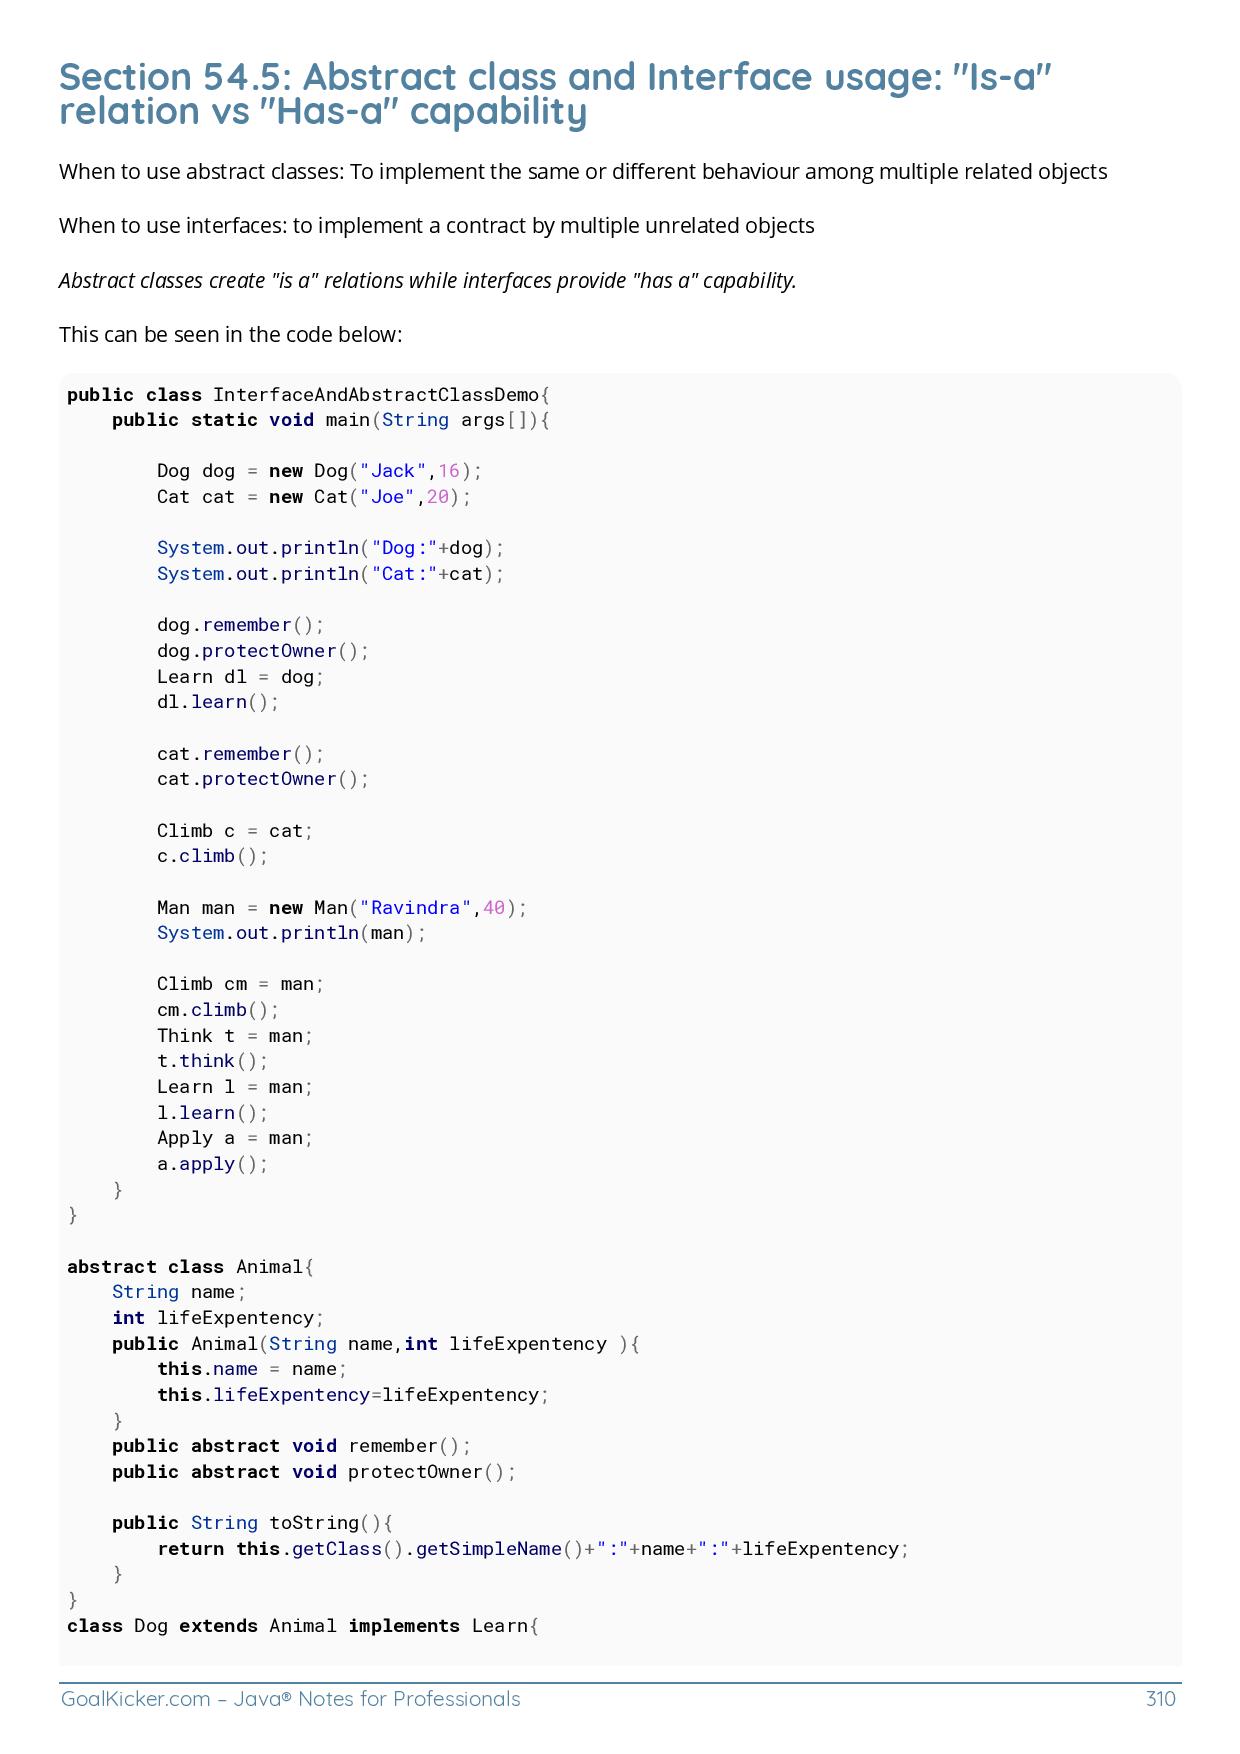 Section 54.5: Abstract class and Interface usage: "Is-a"
relation vs "Has-a" capability
When to use abstract classes: To implement the same or different behaviour among multiple related objects
When to use interfaces: to implement a contract by multiple unrelated objects
Abstract classes create "is a" relations while interfaces provide "has a" capability.
This can be seen in the code below:
public class InterfaceAndAbstractClassDemo{
    public static void main(String args[]){

        Dog dog = new Dog("Jack",16);
        Cat cat = new Cat("Joe",20);

        System.out.println("Dog:"+dog);
        System.out.println("Cat:"+cat);

        dog.remember();
        dog.protectOwner();
        Learn dl = dog;
        dl.learn();

        cat.remember();
        cat.protectOwner();

        Climb c = cat;
        c.climb();

        Man man = new Man("Ravindra",40);
        System.out.println(man);

        Climb cm = man;
        cm.climb();
        Think t = man;
        t.think();
        Learn l = man;
        l.learn();
        Apply a = man;
        a.apply();
    }
}

abstract class Animal{
    String name;
    int lifeExpentency;
    public Animal(String name,int lifeExpentency ){
        this.name = name;
        this.lifeExpentency=lifeExpentency;
    }
    public abstract void remember();
    public abstract void protectOwner();

    public String toString(){
        return this.getClass().getSimpleName()+":"+name+":"+lifeExpentency;
    }
}
class Dog extends Animal implements Learn{
GoalKicker.com – Java® Notes for Professionals
310